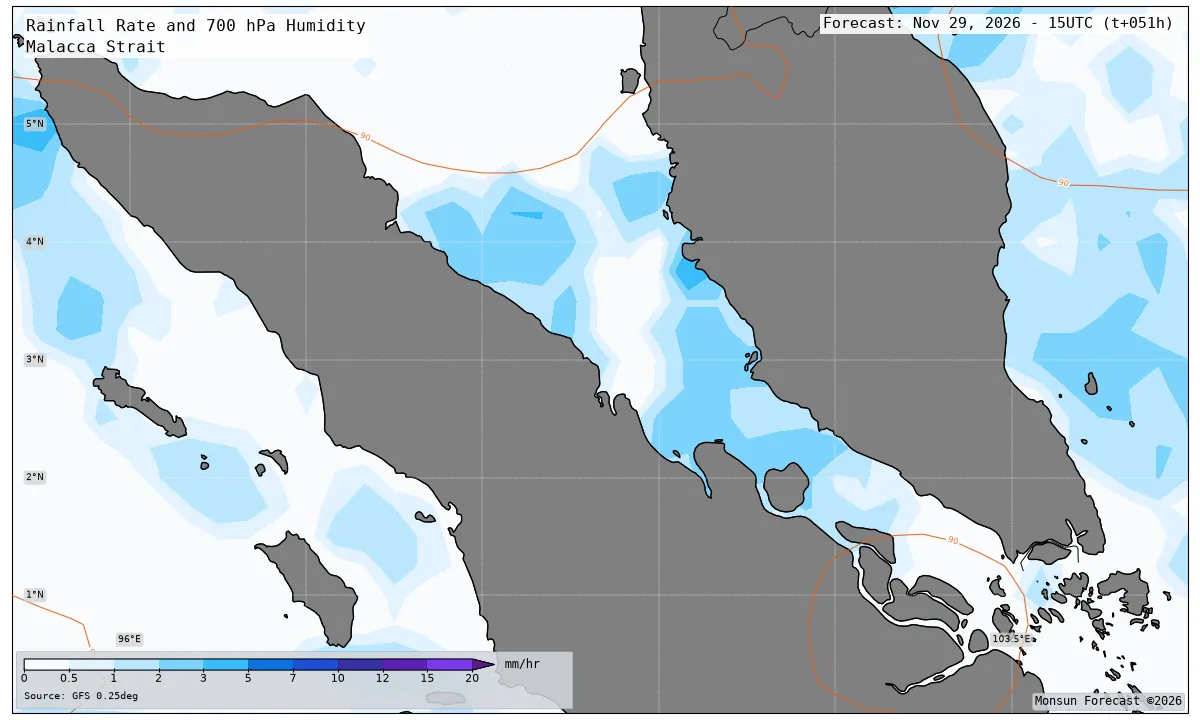 Rainfall Rate and 700 hPa Humidity
Malacca Strait
Forecast: Nov 29, 2026 - 15UTC (t+051h)
5°N
90
90
4°N
3°N
2°N
90
1°N
96°E
103.5°E
mm/hr
0 0.5 1 2 3 5 7 10 12 15 20
Source: GFS 0.25deg
Monsun Forecast ©2026